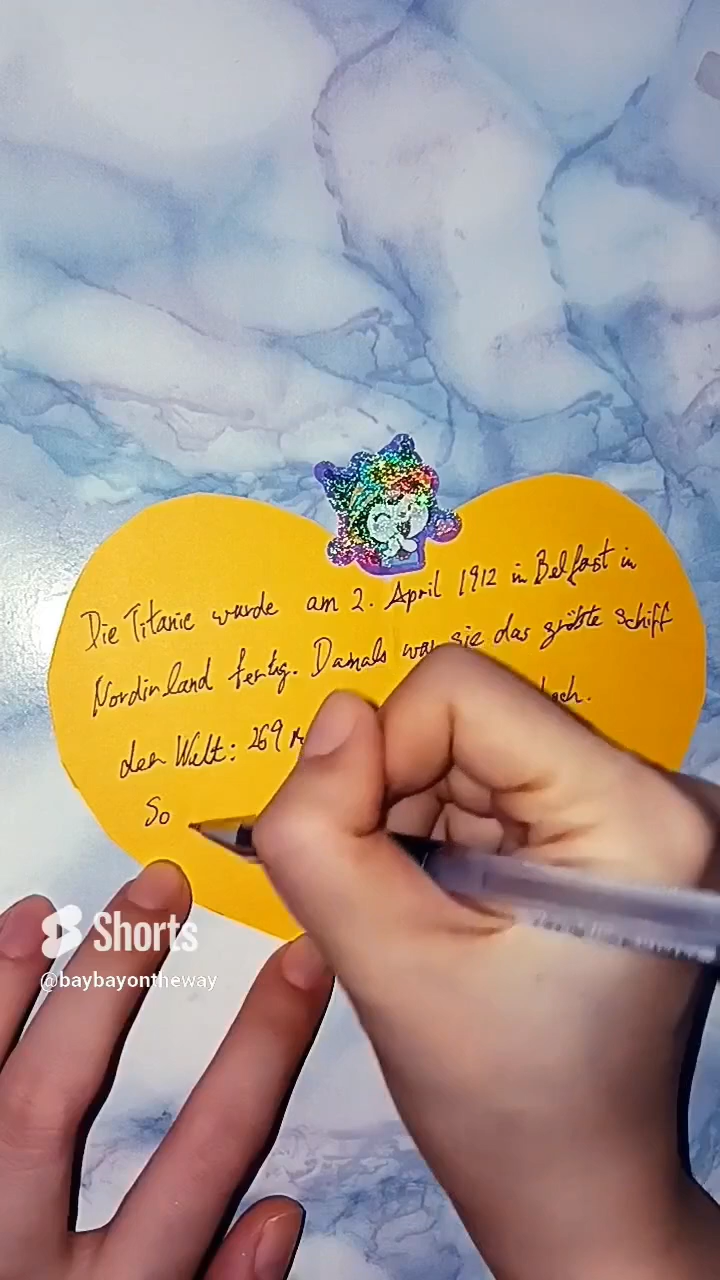 Die Titanic wurde am 2. April 1912 in Belfast in
Nordirland fertig. Damals war sie das größte Schiff
der Welt: 269 hoch.
So
Shorts
@baybayontheway